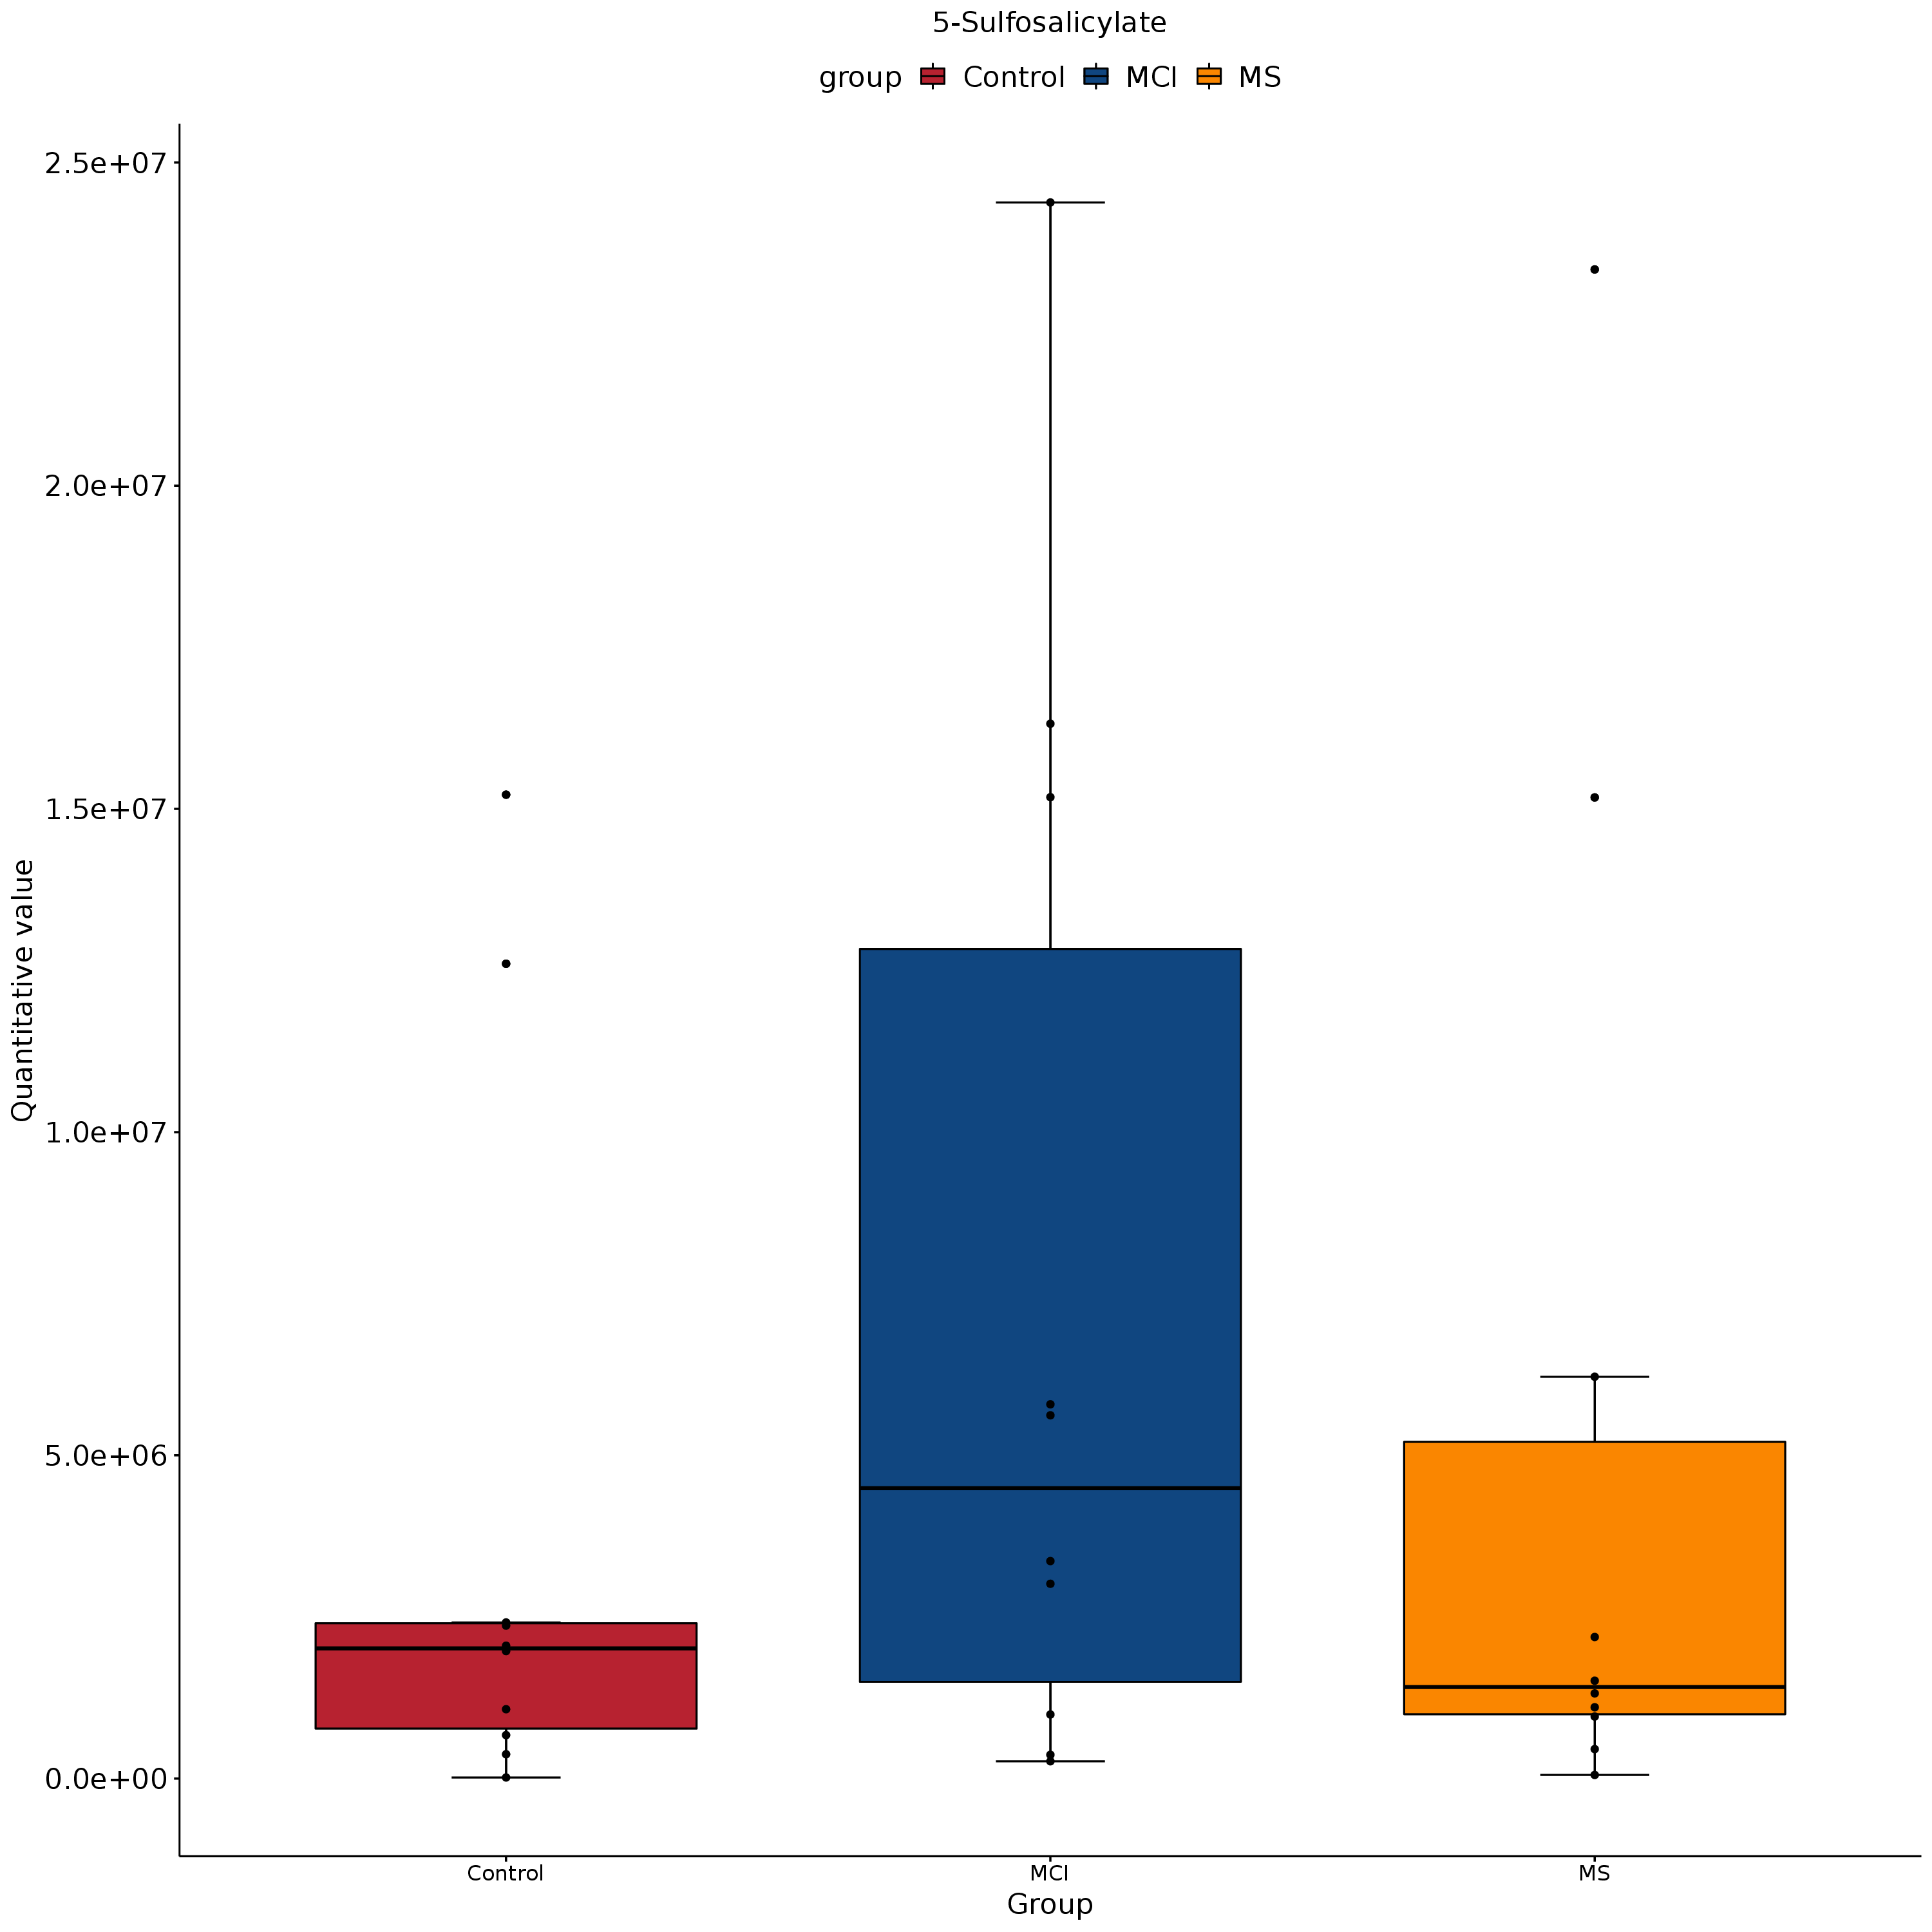 5-Sulfosalicylate
group Control MCI MS
2.5e+07
2.0e+07
1.5e+07
1.0e+07
5.0e+06
0.0e+00
Quantitative value
Control MCI MS
Group